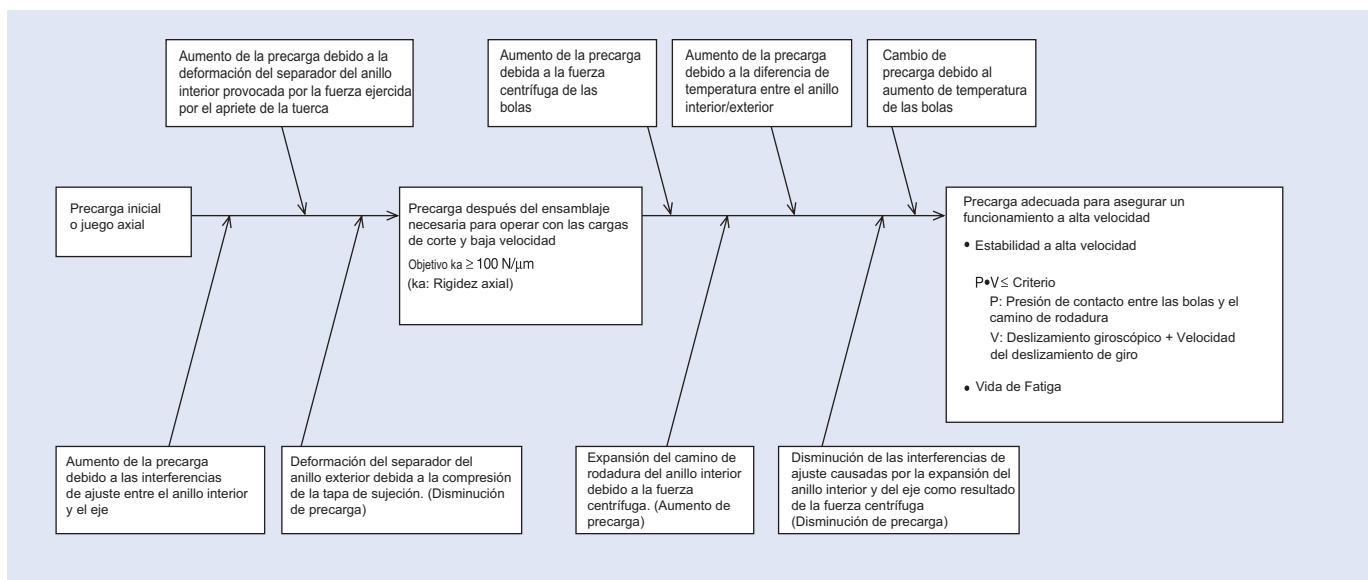 Aumento de la precarga debido a la
deformación del separador del anillo
interior provocada por la fuerza ejercida
por el apriete de la tuerca
Aumento de la precarga
debida a la fuerza
centrífuga de las
bolas
Aumento de la precarga
debido a la diferencia de
temperatura entre el anillo
interior/exterior
Cambio de
precarga debido al
aumento de temperatura
de las bolas
Precarga inicial
o juego axial
Precarga después del ensamblaje
necesaria para operar con las cargas
de corte y baja velocidad
Objetivo ka ≥ 100 N/μm
(ka: Rigidez axial)
Precarga adecuada para asegurar un
funcionamiento a alta velocidad
• Estabilidad a alta velocidad
P•V ≤ Criterio
P: Presión de contacto entre las bolas y el
camino de rodadura
V: Deslizamiento giroscópico + Velocidad
del deslizamiento de giro
• Vida de Fatiga
Aumento de la precarga
debido a las interferencias
de ajuste entre el anillo interior
y el eje
Deformación del separador del
anillo exterior debida a la compresión
de la tapa de sujeción. (Disminución
de precarga)
Expansión del camino de
rodadura del anillo interior
debido a la fuerza
centrífuga. (Aumento de
precarga)
Disminución de las interferencias de
ajuste causadas por la expansión del
anillo interior y del eje como resultado
de la fuerza centrífuga
(Disminución de precarga)